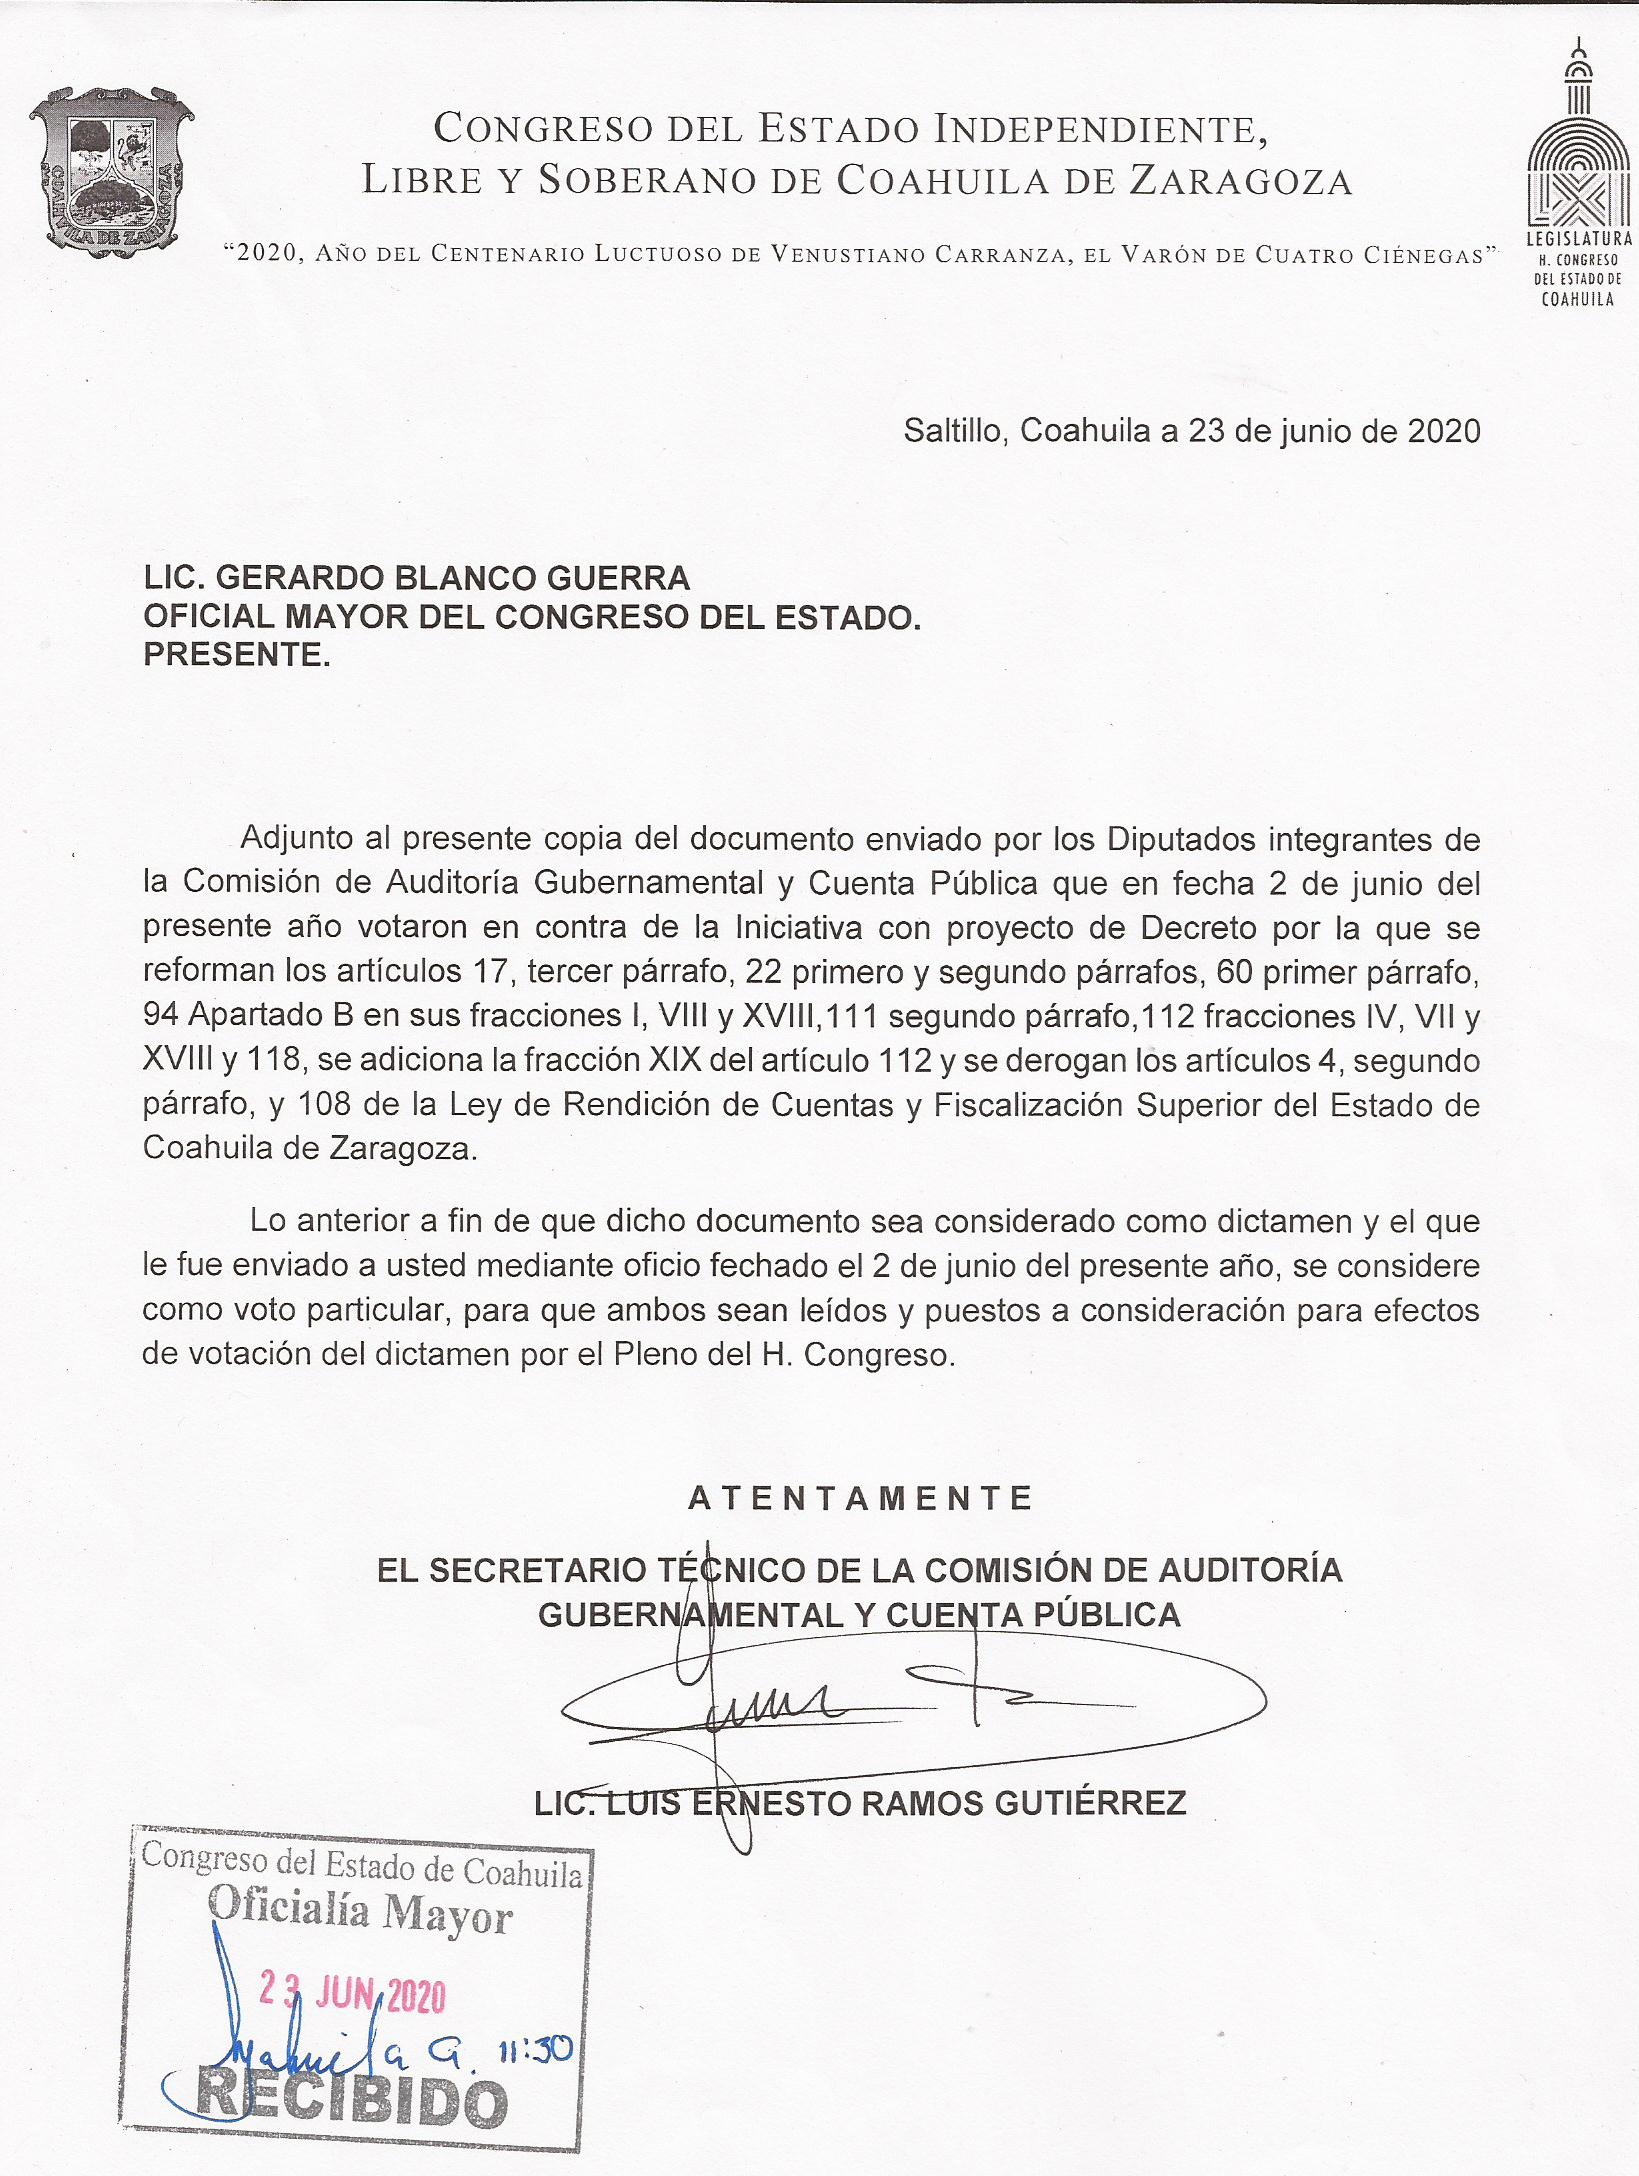 CONGRESO DEL ESTADO INDEPENDIENTE,
LIBRE Y SOBERANO DE COAHUILA DE ZARAGOZA
“2020, AÑO DEL CENTENARIO LUCTUOSO DE VENUSTIANO CARRANZA, EL VARÓN DE CUATRO CIÉNEGAS”
COAHUILA DE ZARAGOZA
LXI
LEGISLATURA
H. CONGRESO
DEL ESTADO DE
COAHUILA
Saltillo, Coahuila a 23 de junio de 2020
LIC. GERARDO BLANCO GUERRA
OFICIAL MAYOR DEL CONGRESO DEL ESTADO.
PRESENTE.
Adjunto al presente copia del documento enviado por los Diputados integrantes de
la Comisión de Auditoría Gubernamental y Cuenta Pública que en fecha 2 de junio del
presente año votaron en contra de la Iniciativa con proyecto de Decreto por la que se
reforman los artículos 17, tercer párrafo, 22 primero y segundo párrafos, 60 primer párrafo,
94 Apartado B en sus fracciones I, VIII y XVIII,111 segundo párrafo,112 fracciones IV, VII y
XVIII y 118, se adiciona la fracción XIX del artículo 112 y se derogan los artículos 4, segundo
párrafo, y 108 de la Ley de Rendición de Cuentas y Fiscalización Superior del Estado de
Coahuila de Zaragoza.
Lo anterior a fin de que dicho documento sea considerado como dictamen y el que
le fue enviado a usted mediante oficio fechado el 2 de junio del presente año, se considere
como voto particular, para que ambos sean leídos y puestos a consideración para efectos
de votación del dictamen por el Pleno del H. Congreso.
A T E N T A M E N T E
EL SECRETARIO TÉCNICO DE LA COMISIÓN DE AUDITORÍA
GUBERNAMENTAL Y CUENTA PÚBLICA
LIC. LUIS ERNESTO RAMOS GUTIÉRREZ
Congreso del Estado de Coahuila
Oficialía Mayor
23 JUN 2020
G. 11:30
RECIBIDO